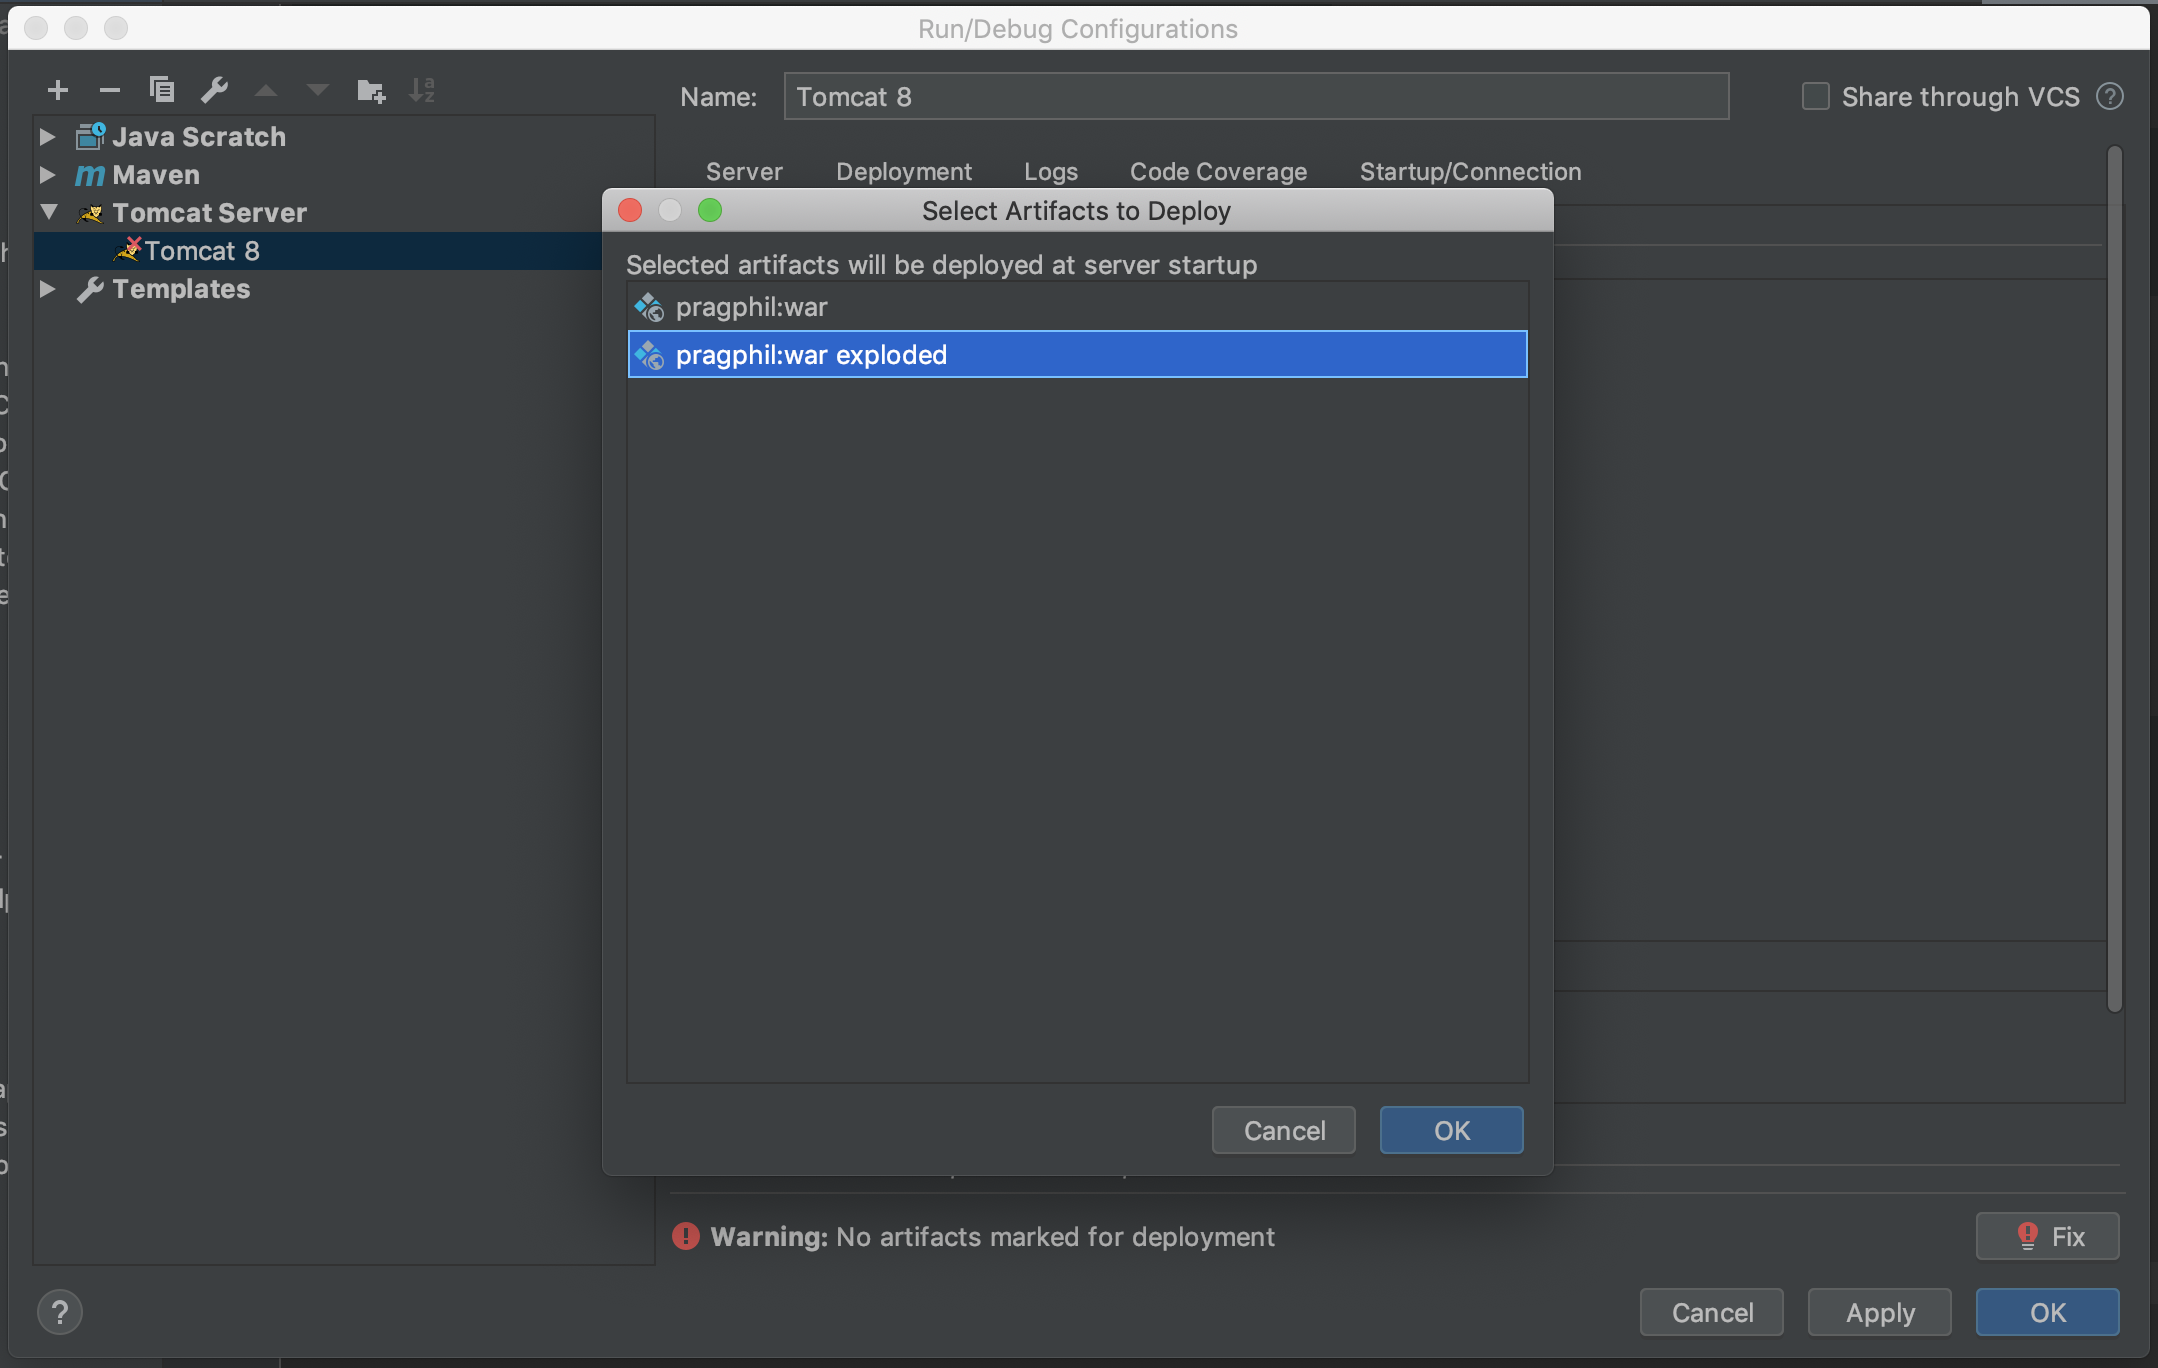 Run/Debug Configurations
Name: Tomcat 8 Share through VCS ?
Java Scratch
Maven
Tomcat Server
Tomcat 8
Templates
Server Deployment Logs Code Coverage Startup/Connection
Select Artifacts to Deploy
Selected artifacts will be deployed at server startup
pragphil:war
pragphil:war exploded
Cancel OK
Warning: No artifacts marked for deployment Fix
? Cancel Apply OK